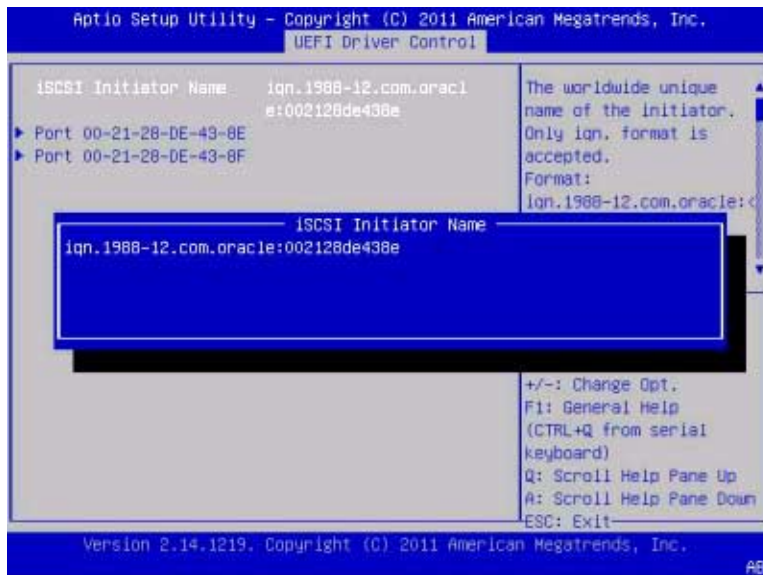 Aptio Setup Utility - Copyright (C) 2011 American Megatrends, Inc.
UEFI Driver Control
iSCSI Initiator Name iqn.1988-12.com.oracl
e:002128de438e
Port 00-21-28-DE-43-8E
Port 00-21-28-DE-43-8F
The worldwide unique
name of the initiator.
Only iqn. format is
accepted.
Format:
iqn.1988-12.com.oracle:<
iSCSI Initiator Name
iqn.1988-12.com.oracle:002128de438e
+/-: Change Opt.
F1: General Help
(CTRL+Q from serial
keyboard)
Q: Scroll Help Pane Up
A: Scroll Help Pane Down
ESC: Exit
Version 2.14.1219. Copyright (C) 2011 American Megatrends, Inc.
AB